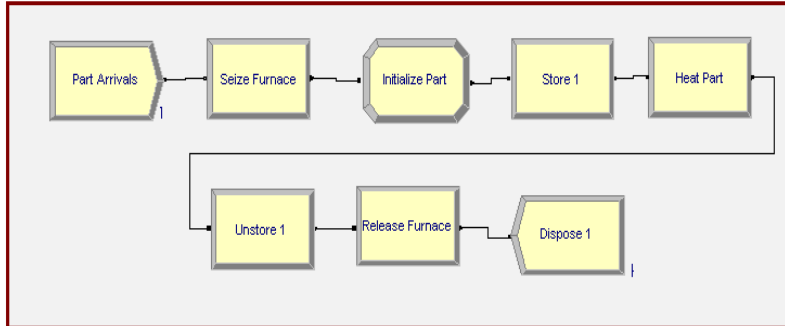 Part Arrivals
Seize Furnace
Initialize Part
Store 1
Heat Part
Unstore 1
Release Furnace
Dispose 1